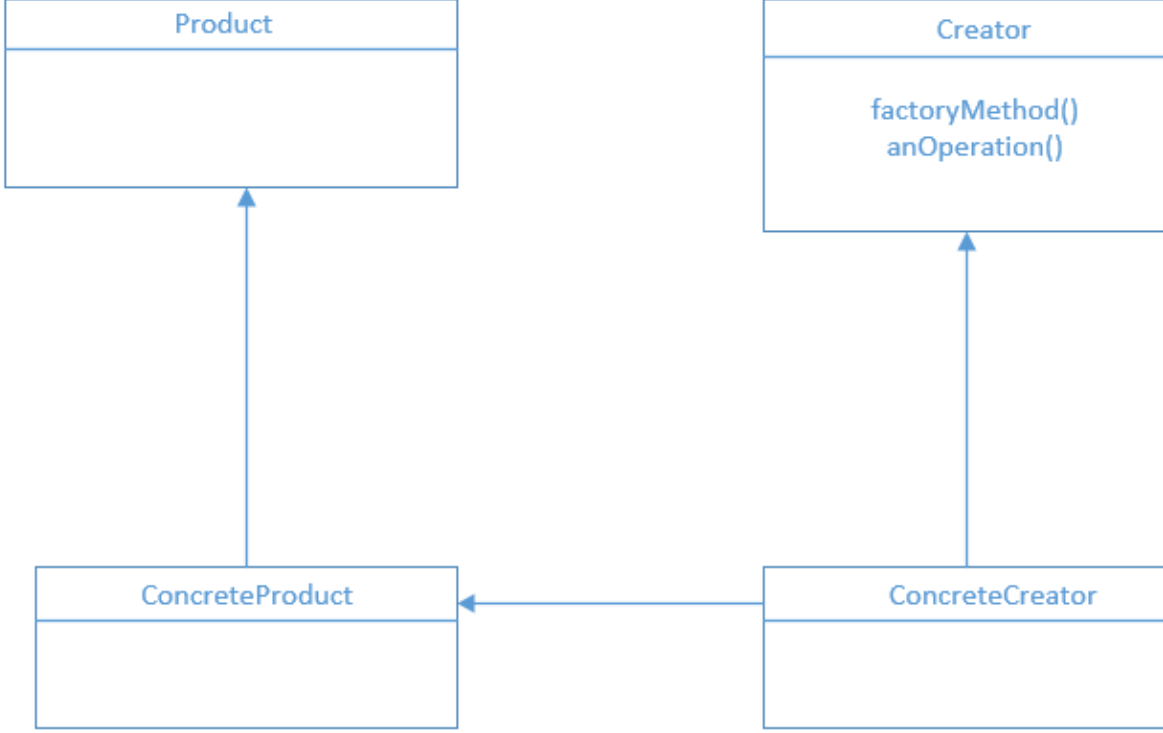 Product
Creator
factoryMethod()
anOperation()
ConcreteProduct
ConcreteCreator